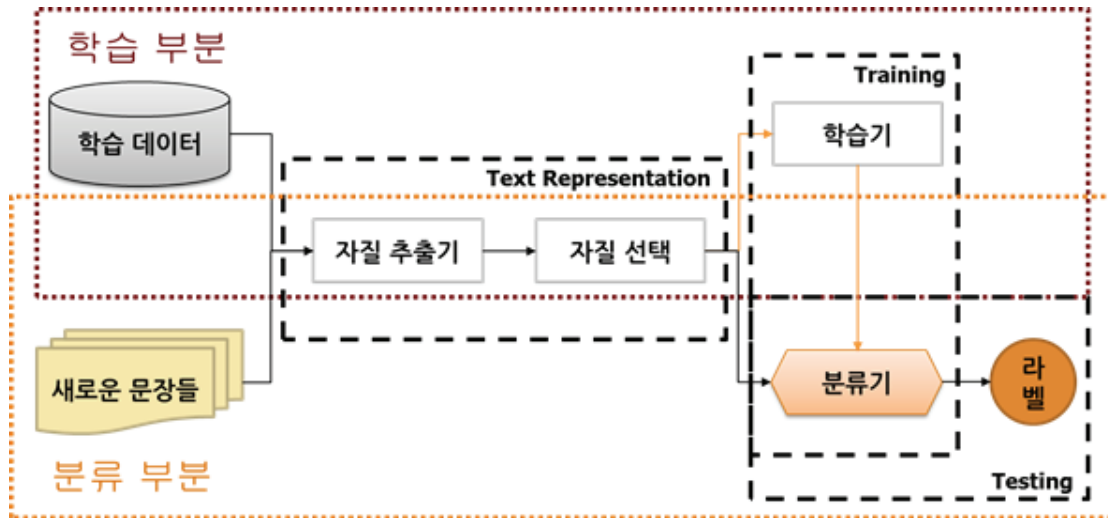 학습 부분
Training
학습 데이터
학습기
Text Representation
자질 추출기
자질 선택
새로운 문장들
분류기
라
벨
분류 부분
Testing